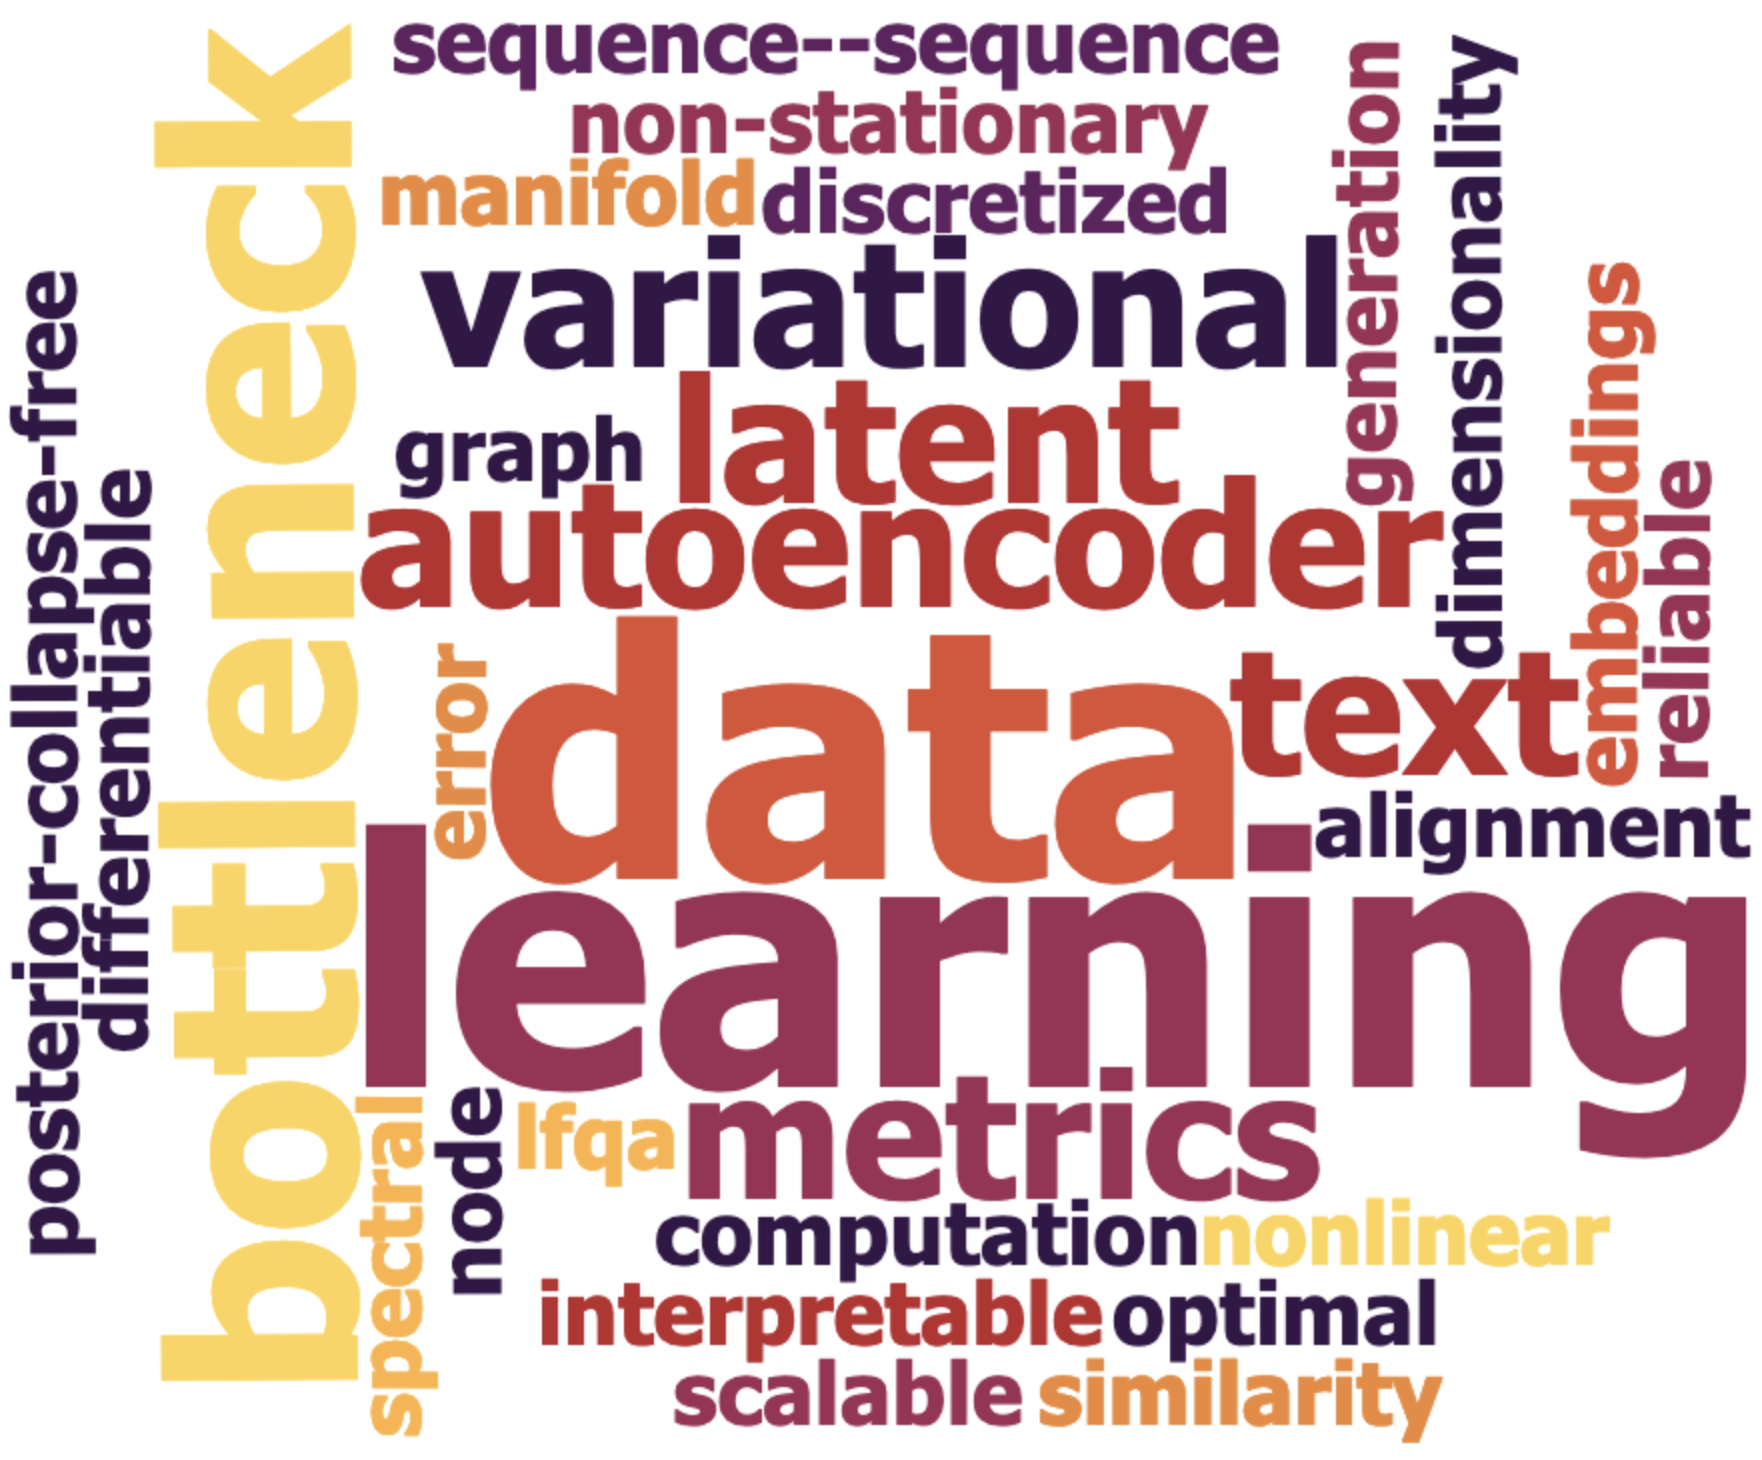 sequence--sequence
non-stationary
manifold
discretized
variational
graph
latent
autoencoder
generation
dimensionality
embeddings
reliable
posterior-collapse-free
differentiable
bottleneck
error
data
text
alignment
learning
spectral
node
lfqa
metrics
computation
nonlinear
interpretable
optimal
scalable
similarity